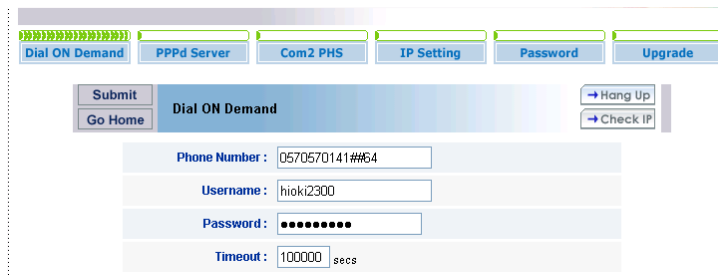 Dial ON Demand PPPd Server Com2 PHS IP Setting Password Upgrade
Submit
Go Home
Dial ON Demand
→Hang Up
→Check IP
Phone Number : 0570570141##64
Username : hioki2300
Password : ●●●●●●●●●
Timeout : 100000 secs